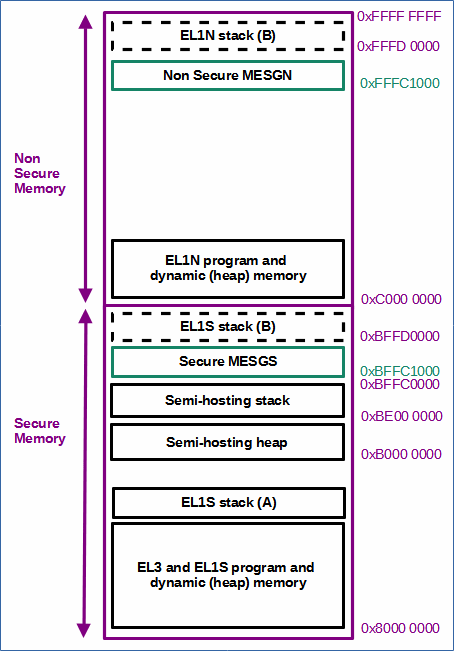 0xFFFF FFFF
EL1N stack (B)
0xFFFD 0000
Non Secure MESGN
0xFFFC1000
Non
Secure
Memory
EL1N program and
dynamic (heap) memory
0xC000 0000
EL1S stack (B)
0xBFFD0000
Secure MESGS
0xBFFC1000
0xBFFC0000
Semi-hosting stack
0xBE00 0000
Secure
Memory
Semi-hosting heap
0xB000 0000
EL1S stack (A)
EL3 and EL1S program and
dynamic (heap) memory
0x8000 0000